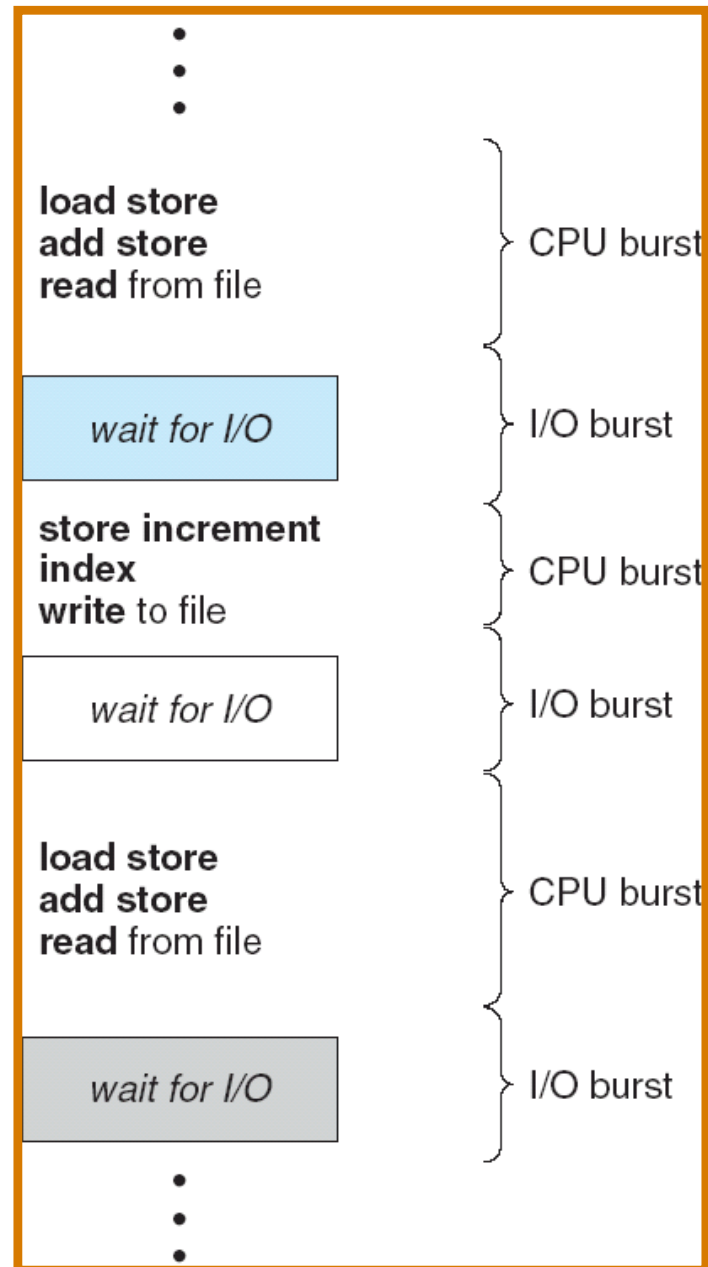 load store
add store
read from file
CPU burst
wait for I/O
I/O burst
store increment
index
write to file
CPU burst
wait for I/O
I/O burst
load store
add store
read from file
CPU burst
wait for I/O
I/O burst